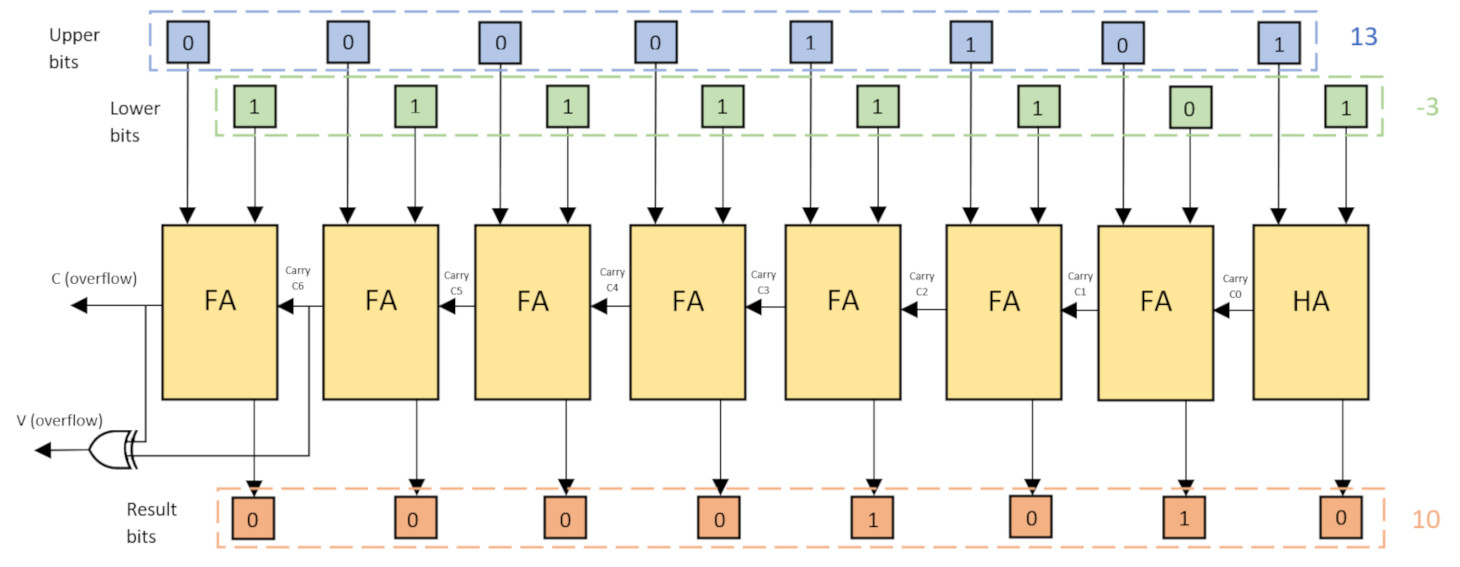 Upper
bits
0 0 0 0 1 1 0 1
13
Lower
bits
1 1 1 1 1 1 0 1
-3
C (overflow)
FA
Carry
C6
FA
Carry
C5
FA
Carry
C4
FA
Carry
C3
FA
Carry
C2
FA
Carry
C1
FA
Carry
C0
HA
V (overflow)
Result
bits
0 0 0 0 1 0 1 0
10